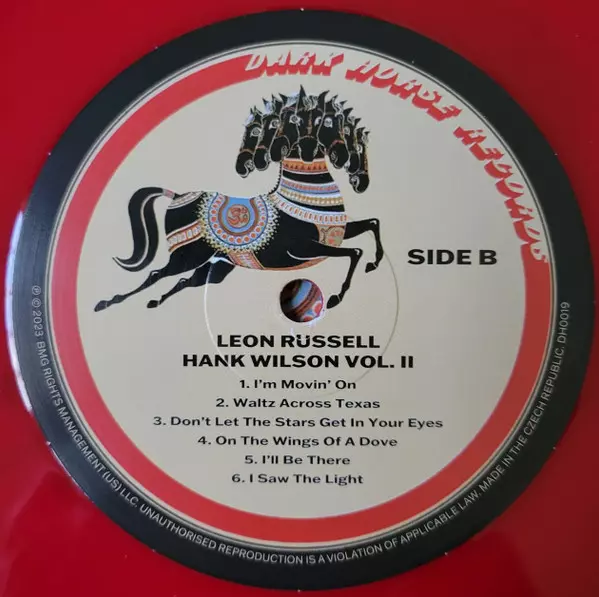 DARK HORSE RECORDS
SIDE B
LEON RUSSELL
HANK WILSON VOL. II
1. I'm Movin' On
2. Waltz Across Texas
3. Don't Let The Stars Get In Your Eyes
4. On The Wings Of A Dove
5. I'll Be There
6. I Saw The Light
℗ © 2023 BMG RIGHTS MANAGEMENT (US) LLC. UNAUTHORISED REPRODUCTION IS A VIOLATION OF APPLICABLE LAW. MADE IN THE CZECH REPUBLIC. DH0019